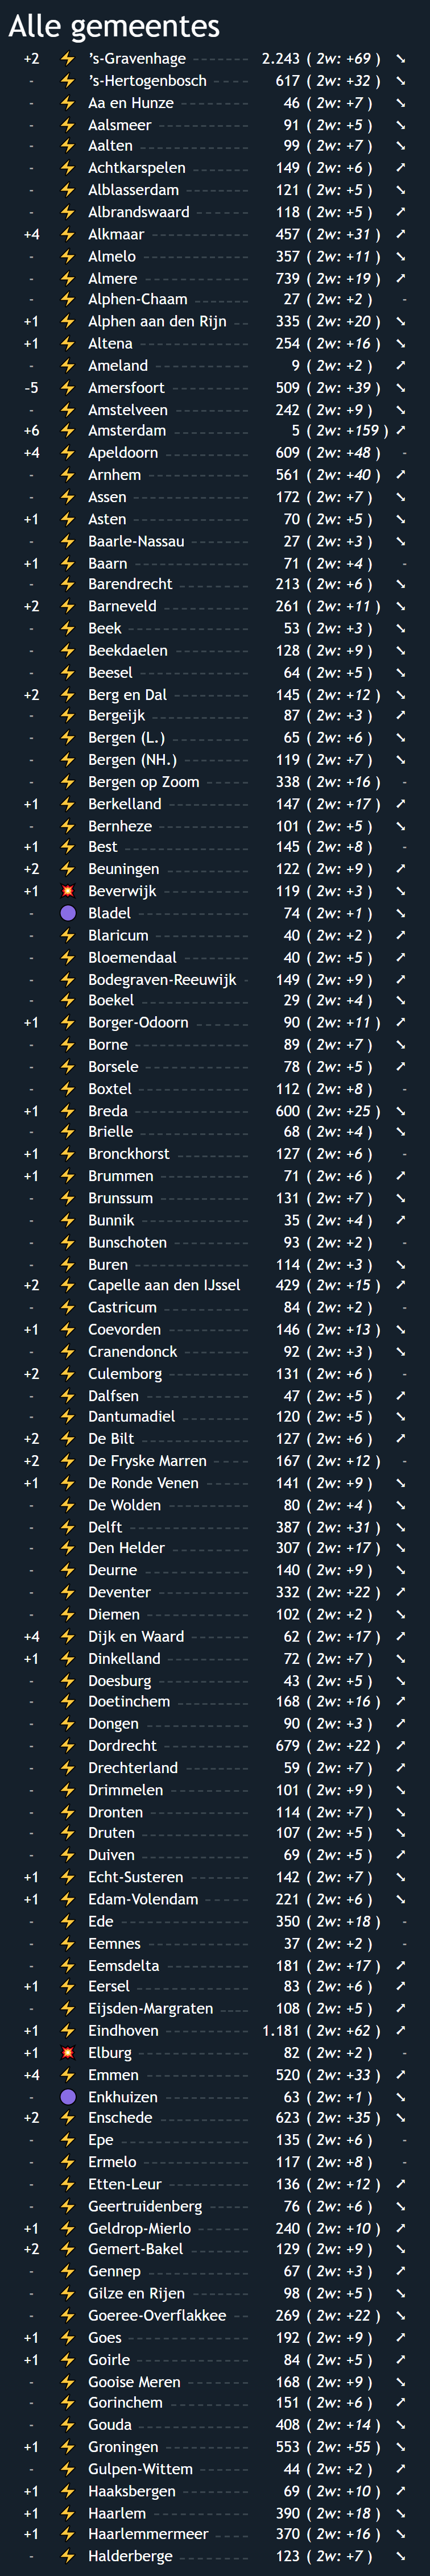 Alle gemeentes
+2 ⚡ ’s-Gravenhage 2.243 ( 2w: +69 ) ➘
- ⚡ ’s-Hertogenbosch 617 ( 2w: +32 ) ➘
- ⚡ Aa en Hunze 46 ( 2w: +7 ) ➘
- ⚡ Aalsmeer 91 ( 2w: +5 ) ➘
- ⚡ Aalten 99 ( 2w: +7 ) ➘
- ⚡ Achtkarspelen 149 ( 2w: +6 ) ➚
- ⚡ Alblasserdam 121 ( 2w: +5 ) ➘
- ⚡ Albrandswaard 118 ( 2w: +5 ) ➚
+4 ⚡ Alkmaar 457 ( 2w: +31 ) ➚
- ⚡ Almelo 357 ( 2w: +11 ) ➘
- ⚡ Almere 739 ( 2w: +19 ) ➚
- ⚡ Alphen-Chaam 27 ( 2w: +2 ) -
+1 ⚡ Alphen aan den Rijn 335 ( 2w: +20 ) ➘
+1 ⚡ Altena 254 ( 2w: +16 ) ➘
- ⚡ Ameland 9 ( 2w: +2 ) ➚
-5 ⚡ Amersfoort 509 ( 2w: +39 ) ➘
- ⚡ Amstelveen 242 ( 2w: +9 ) ➘
+6 ⚡ Amsterdam 5 ( 2w: +159 ) ➚
+4 ⚡ Apeldoorn 609 ( 2w: +48 ) -
- ⚡ Arnhem 561 ( 2w: +40 ) ➚
- ⚡ Assen 172 ( 2w: +7 ) ➘
+1 ⚡ Asten 70 ( 2w: +5 ) ➘
- ⚡ Baarle-Nassau 27 ( 2w: +3 ) ➘
+1 ⚡ Baarn 71 ( 2w: +4 ) -
- ⚡ Barendrecht 213 ( 2w: +6 ) ➘
+2 ⚡ Barneveld 261 ( 2w: +11 ) ➘
- ⚡ Beek 53 ( 2w: +3 ) ➘
- ⚡ Beekdaelen 128 ( 2w: +9 ) ➘
- ⚡ Beesel 64 ( 2w: +5 ) ➘
+2 ⚡ Berg en Dal 145 ( 2w: +12 ) ➘
- ⚡ Bergeijk 87 ( 2w: +3 ) ➚
- ⚡ Bergen (L.) 65 ( 2w: +6 ) ➘
- ⚡ Bergen (NH.) 119 ( 2w: +7 ) ➘
- ⚡ Bergen op Zoom 338 ( 2w: +16 ) -
+1 ⚡ Berkelland 147 ( 2w: +17 ) ➚
- ⚡ Bernheze 101 ( 2w: +5 ) ➘
+1 ⚡ Best 145 ( 2w: +8 ) -
+2 ⚡ Beuningen 122 ( 2w: +9 ) ➚
+1 💥 Beverwijk 119 ( 2w: +3 ) ➘
- 🟣 Bladel 74 ( 2w: +1 ) ➘
- ⚡ Blaricum 40 ( 2w: +2 ) ➚
- ⚡ Bloemendaal 40 ( 2w: +5 ) ➚
- ⚡ Bodegraven-Reeuwijk 149 ( 2w: +9 ) ➚
- ⚡ Boekel 29 ( 2w: +4 ) ➘
+1 ⚡ Borger-Odoorn 90 ( 2w: +11 ) ➚
- ⚡ Borne 89 ( 2w: +7 ) ➘
- ⚡ Borsele 78 ( 2w: +5 ) ➚
- ⚡ Boxtel 112 ( 2w: +8 ) -
+1 ⚡ Breda 600 ( 2w: +25 ) ➘
- ⚡ Brielle 68 ( 2w: +4 ) ➘
+1 ⚡ Bronckhorst 127 ( 2w: +6 ) -
+1 ⚡ Brummen 71 ( 2w: +6 ) ➚
- ⚡ Brunssum 131 ( 2w: +7 ) ➘
- ⚡ Bunnik 35 ( 2w: +4 ) ➚
- ⚡ Bunschoten 93 ( 2w: +2 ) -
- ⚡ Buren 114 ( 2w: +3 ) ➘
+2 ⚡ Capelle aan den IJssel 429 ( 2w: +15 ) ➚
- ⚡ Castricum 84 ( 2w: +2 ) -
+1 ⚡ Coevorden 146 ( 2w: +13 ) ➘
- ⚡ Cranendonck 92 ( 2w: +3 ) ➘
+2 ⚡ Culemborg 131 ( 2w: +6 ) -
- ⚡ Dalfsen 47 ( 2w: +5 ) ➚
- ⚡ Dantumadiel 120 ( 2w: +5 ) ➘
+2 ⚡ De Bilt 127 ( 2w: +6 ) ➚
+2 ⚡ De Fryske Marren 167 ( 2w: +12 ) -
+1 ⚡ De Ronde Venen 141 ( 2w: +9 ) ➘
- ⚡ De Wolden 80 ( 2w: +4 ) ➘
- ⚡ Delft 387 ( 2w: +31 ) ➘
- ⚡ Den Helder 307 ( 2w: +17 ) ➘
- ⚡ Deurne 140 ( 2w: +9 ) ➘
- ⚡ Deventer 332 ( 2w: +22 ) ➚
- ⚡ Diemen 102 ( 2w: +2 ) ➘
+4 ⚡ Dijk en Waard 62 ( 2w: +17 ) ➚
+1 ⚡ Dinkelland 72 ( 2w: +7 ) ➘
- ⚡ Doesburg 43 ( 2w: +5 ) ➘
- ⚡ Doetinchem 168 ( 2w: +16 ) ➚
- ⚡ Dongen 90 ( 2w: +3 ) ➚
- ⚡ Dordrecht 679 ( 2w: +22 ) ➚
- ⚡ Drechterland 59 ( 2w: +7 ) ➚
- ⚡ Drimmelen 101 ( 2w: +9 ) ➘
- ⚡ Dronten 114 ( 2w: +7 ) ➘
- ⚡ Druten 107 ( 2w: +5 ) ➘
- ⚡ Duiven 69 ( 2w: +5 ) ➚
+1 ⚡ Echt-Susteren 142 ( 2w: +7 ) ➘
+1 ⚡ Edam-Volendam 221 ( 2w: +6 ) ➘
- ⚡ Ede 350 ( 2w: +18 ) -
- ⚡ Eemnes 37 ( 2w: +2 ) -
- ⚡ Eemsdelta 181 ( 2w: +17 ) ➚
+1 ⚡ Eersel 83 ( 2w: +6 ) ➚
- ⚡ Eijsden-Margraten 108 ( 2w: +5 ) ➚
+1 ⚡ Eindhoven 1.181 ( 2w: +62 ) ➚
+1 💥 Elburg 82 ( 2w: +2 ) -
+4 ⚡ Emmen 520 ( 2w: +33 ) ➚
- 🟣 Enkhuizen 63 ( 2w: +1 ) ➘
+2 ⚡ Enschede 623 ( 2w: +35 ) ➘
- ⚡ Epe 135 ( 2w: +6 ) -
- ⚡ Ermelo 117 ( 2w: +8 ) -
- ⚡ Etten-Leur 136 ( 2w: +12 ) ➚
- ⚡ Geertruidenberg 76 ( 2w: +6 ) ➘
+1 ⚡ Geldrop-Mierlo 240 ( 2w: +10 ) ➚
+2 ⚡ Gemert-Bakel 129 ( 2w: +9 ) ➘
- ⚡ Gennep 67 ( 2w: +3 ) ➚
- ⚡ Gilze en Rijen 98 ( 2w: +5 ) ➘
- ⚡ Goeree-Overflakkee 269 ( 2w: +22 ) ➘
+1 ⚡ Goes 192 ( 2w: +9 ) ➚
+1 ⚡ Goirle 84 ( 2w: +5 ) ➚
- ⚡ Gooise Meren 168 ( 2w: +9 ) ➘
- ⚡ Gorinchem 151 ( 2w: +6 ) ➚
- ⚡ Gouda 408 ( 2w: +14 ) ➘
+1 ⚡ Groningen 553 ( 2w: +55 ) ➘
- ⚡ Gulpen-Wittem 44 ( 2w: +2 ) ➚
+1 ⚡ Haaksbergen 69 ( 2w: +10 ) ➚
+1 ⚡ Haarlem 390 ( 2w: +18 ) ➘
+1 ⚡ Haarlemmermeer 370 ( 2w: +16 ) ➘
- ⚡ Halderberge 123 ( 2w: +7 ) ➘